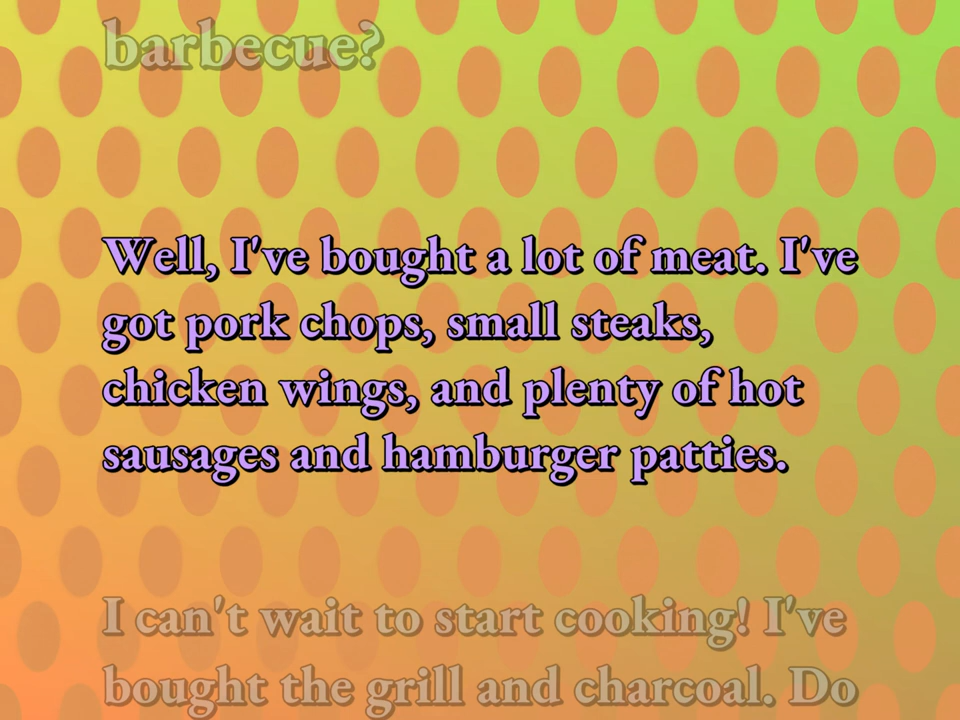 barbecue?
Well, I've bought a lot of meat. I've
got pork chops, small steaks,
chicken wings, and plenty of hot
sausages and hamburger patties.
I can't wait to start cooking! I've
bought the grill and charcoal. Do